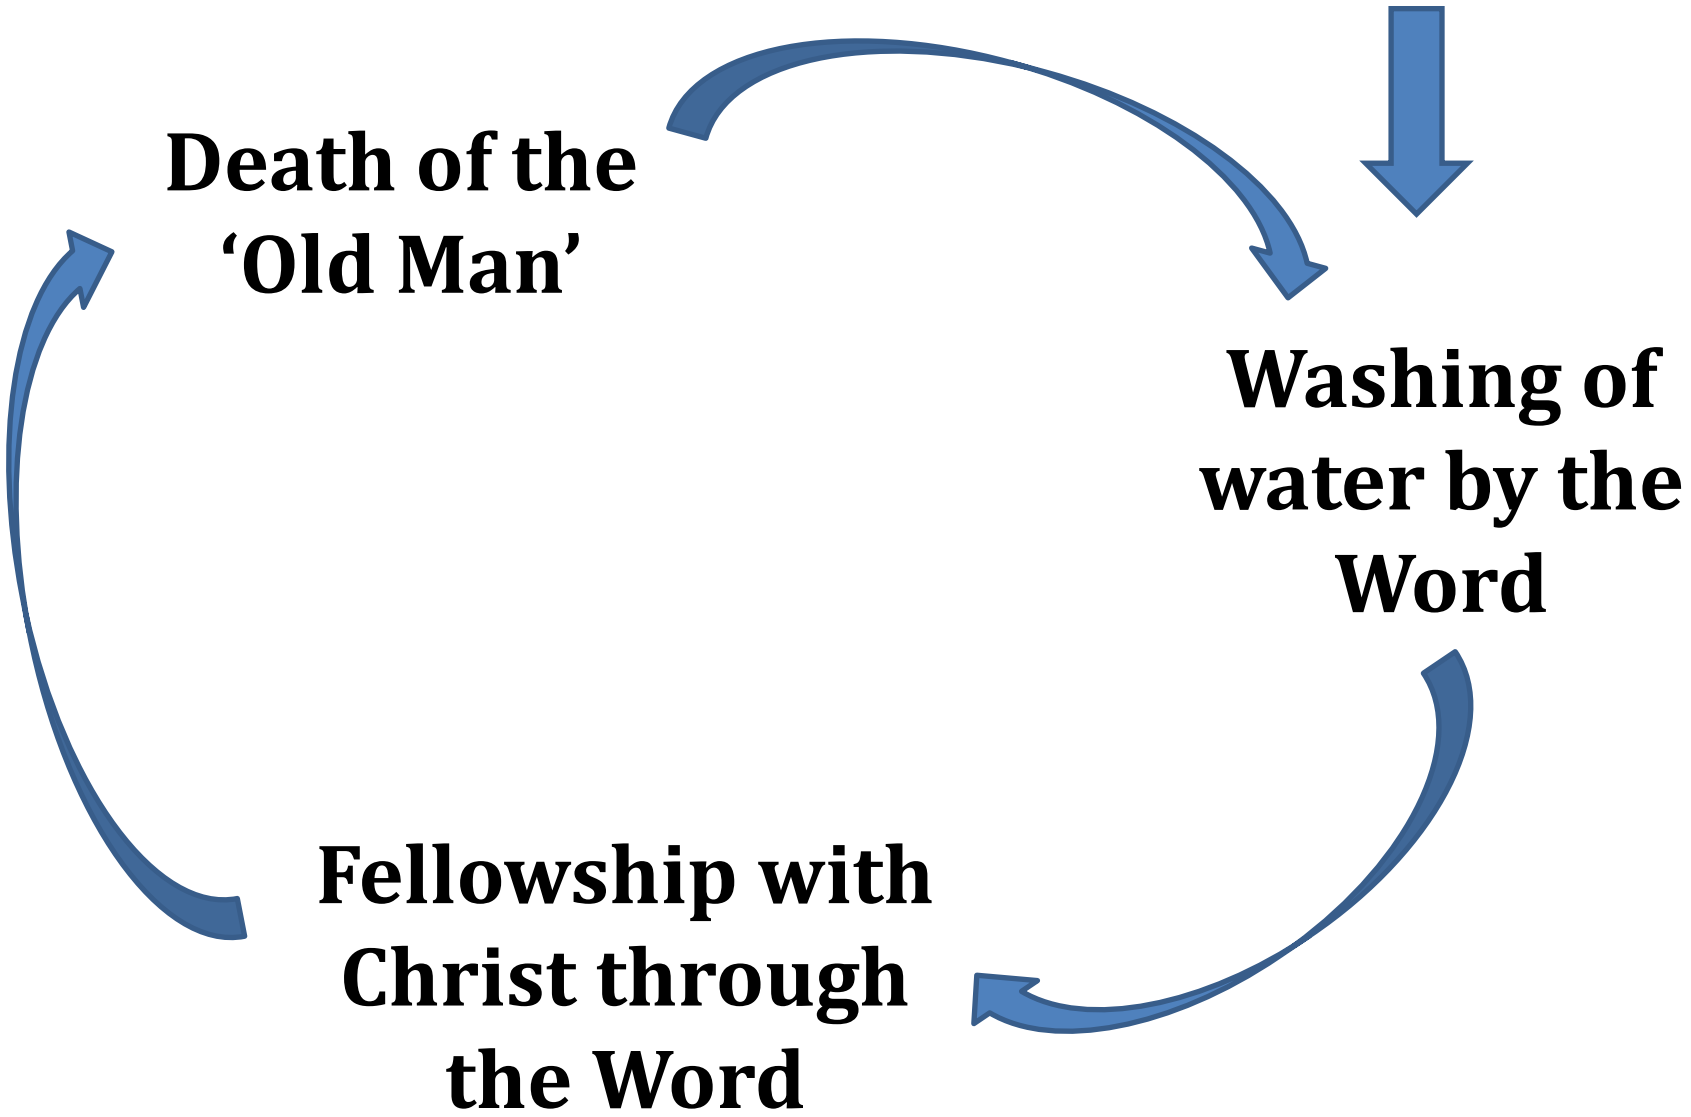 Death of the
‘Old Man’
Washing of
water by the
Word
Fellowship with
Christ through
the Word